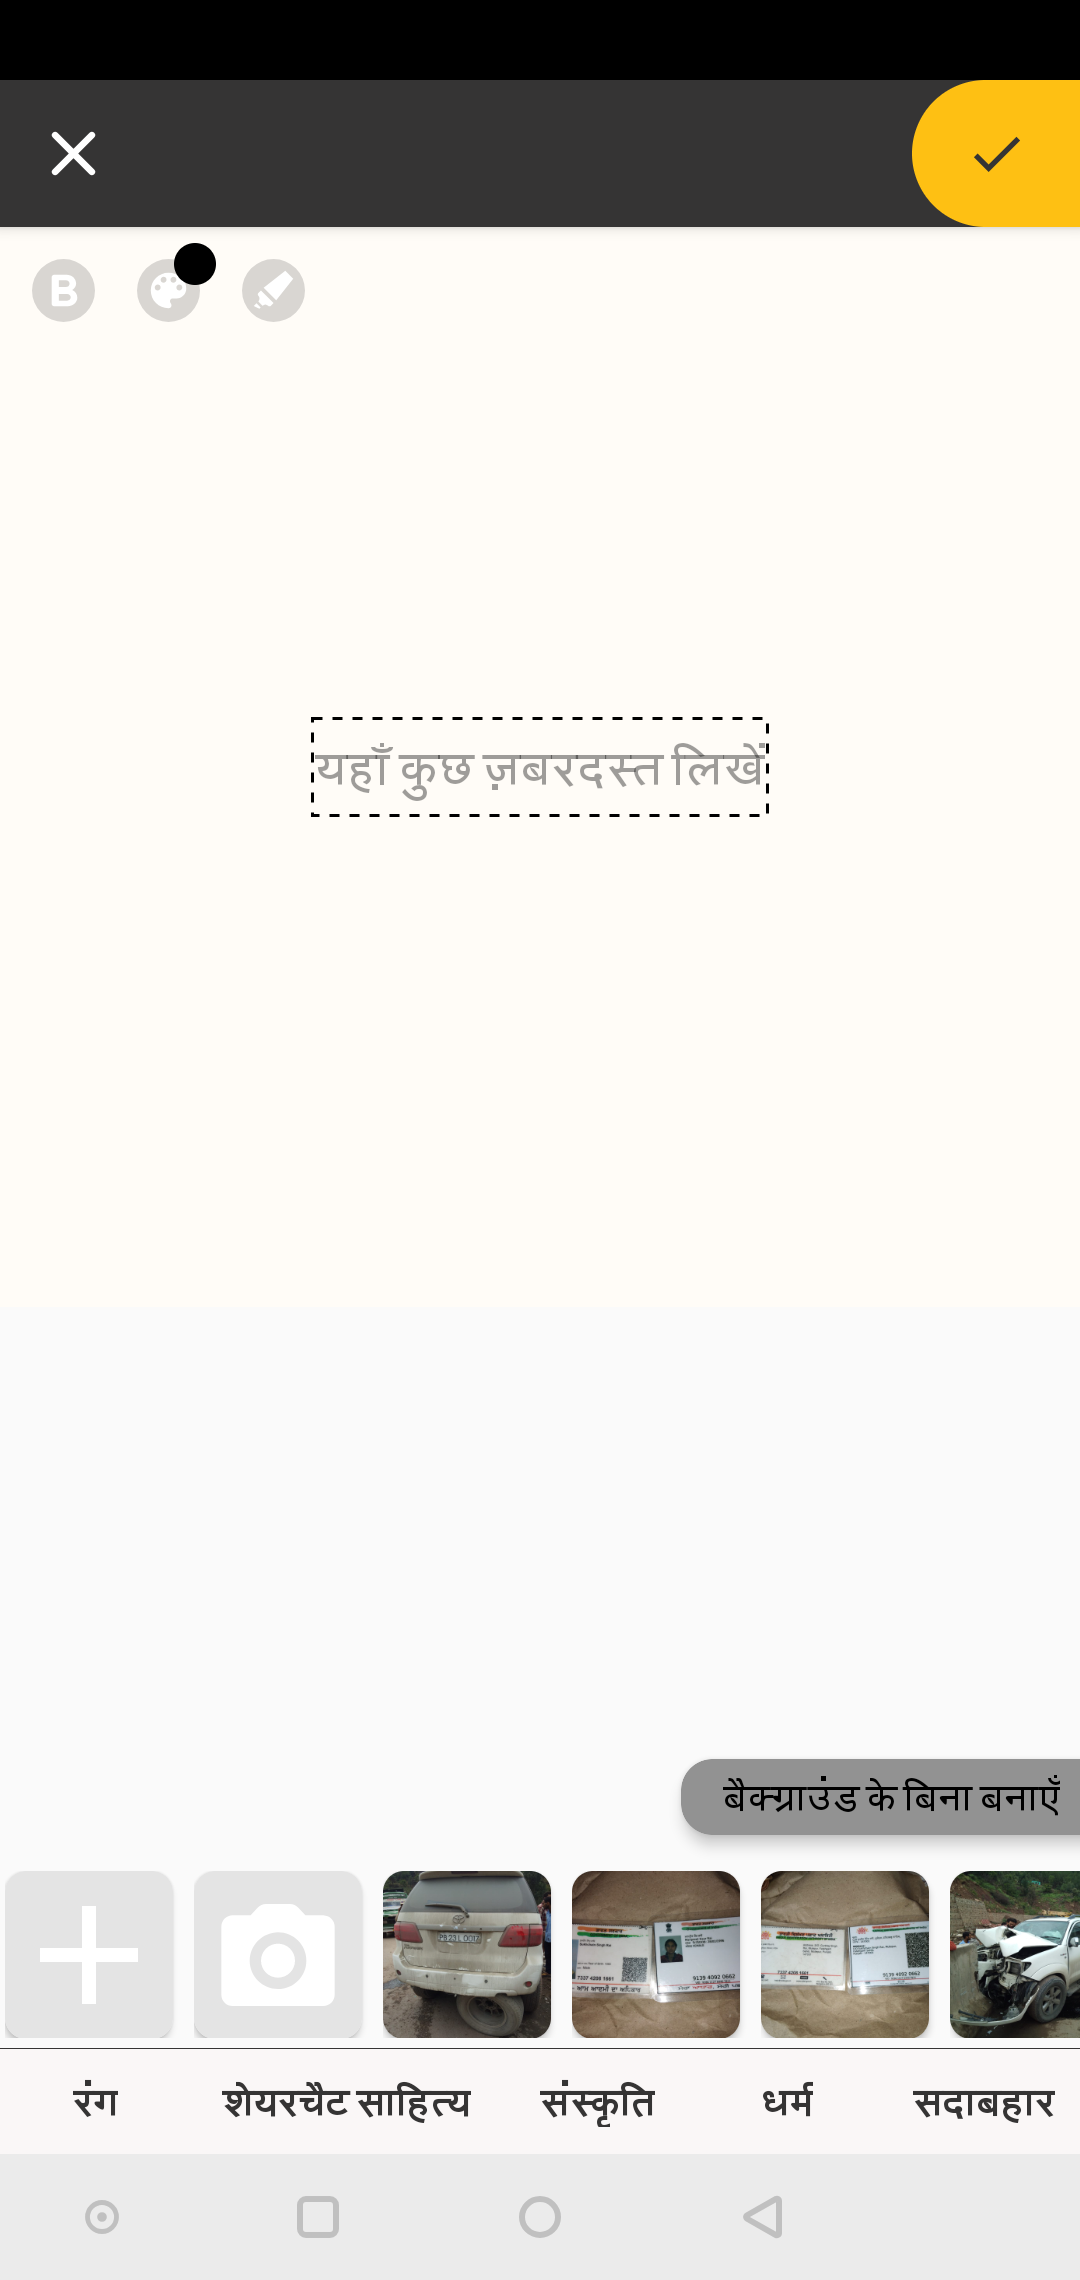 B
यहाँ कुछ ज़बरदस्त लिखें
बैक्ग्राउंड के बिना बनाएँ
रंग
शेयरचैट साहित्य
संस्कृति
धर्म
सदाबहार